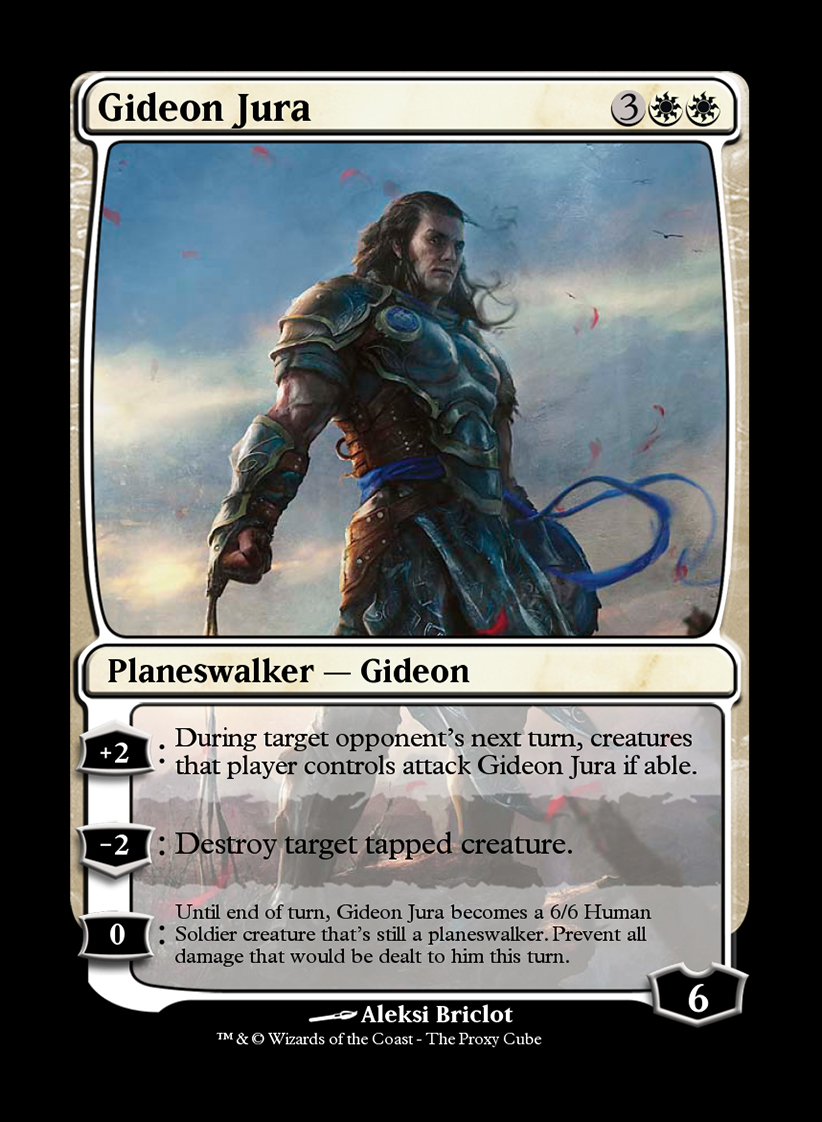 Gideon Jura 3
Planeswalker — Gideon
+2 : During target opponent's next turn, creatures
that player controls attack Gideon Jura if able.
-2 : Destroy target tapped creature.
Until end of turn, Gideon Jura becomes a 6/6 Human
0 : Soldier creature that's still a planeswalker. Prevent all
damage that would be dealt to him this turn.
6
Aleksi Briclot
™ & © Wizards of the Coast - The Proxy Cube